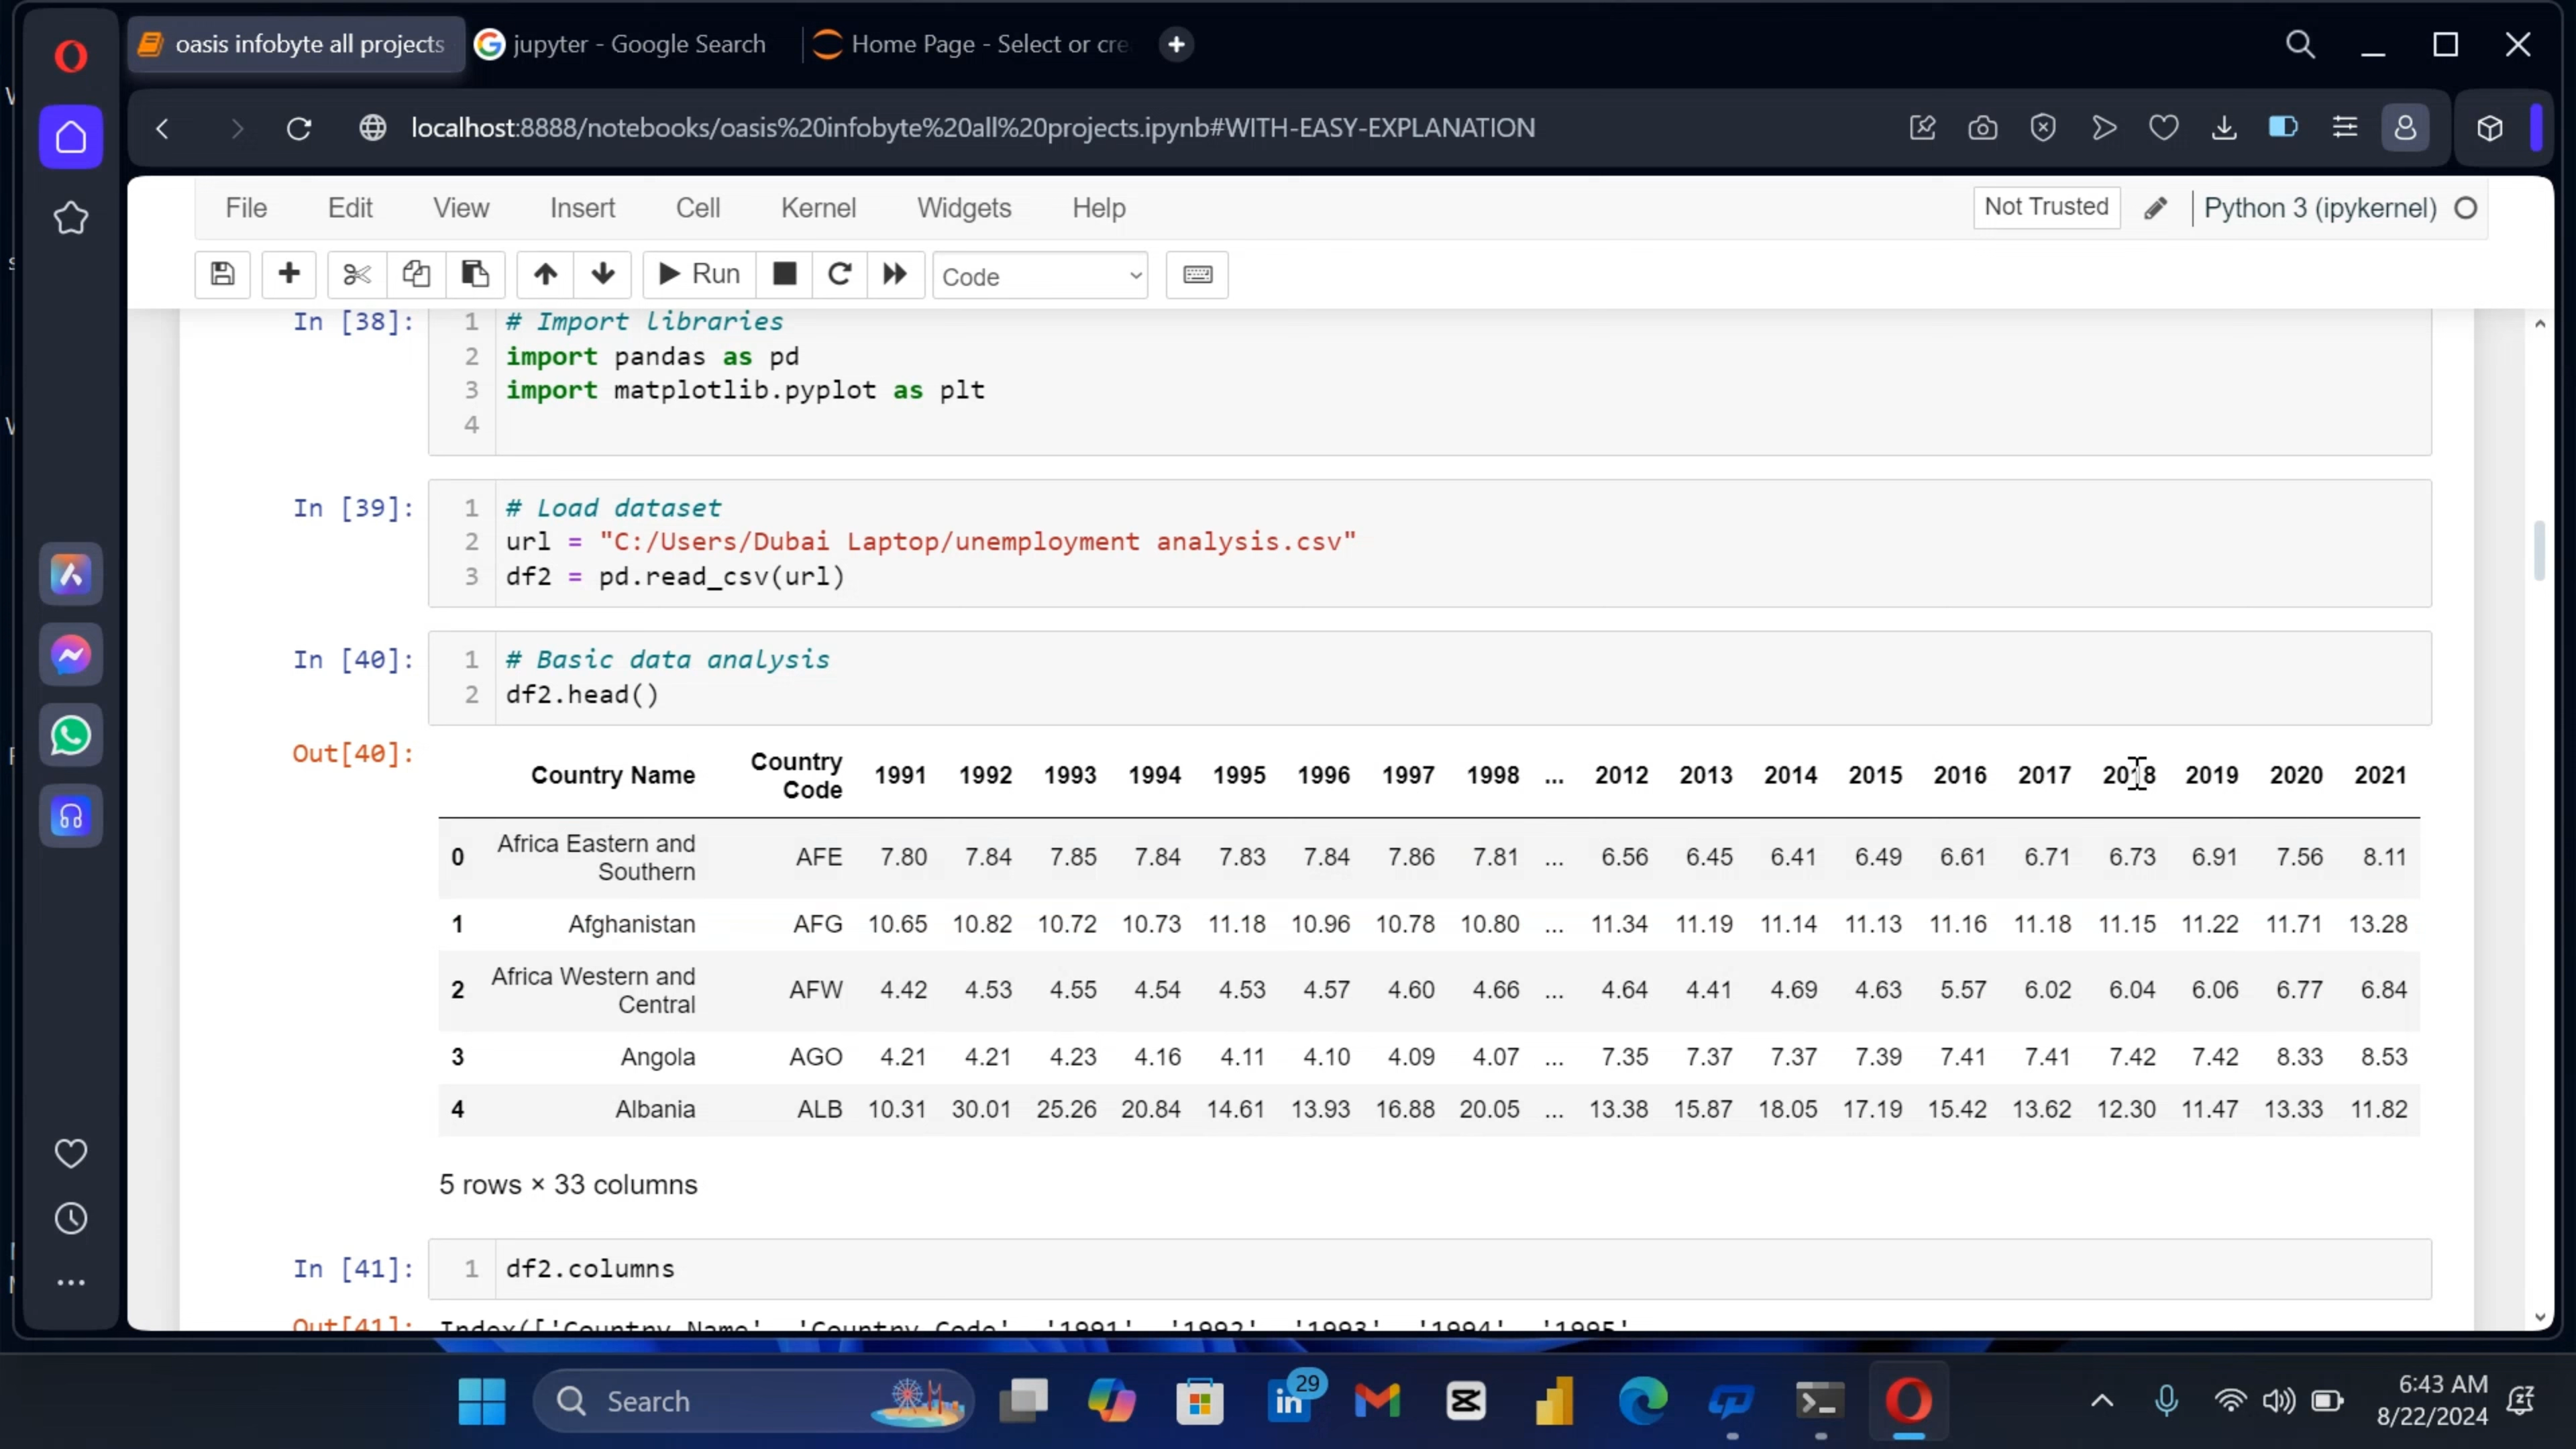 oasis infobyte all projects
jupyter - Google Search
Home Page - Select or cre
localhost:8888/notebooks/oasis%20infobyte%20all%20projects.ipynb#WITH-EASY-EXPLANATION
File Edit View Insert Cell Kernel Widgets Help
Not Trusted
Python 3 (ipykernel)
Run
Code
In [38]:
1 # Import libraries
2 import pandas as pd
3 import matplotlib.pyplot as plt
4
In [39]:
1 # Load dataset
2 url = "C:/Users/Dubai Laptop/unemployment analysis.csv"
3 df2 = pd.read_csv(url)
In [40]:
1 # Basic data analysis
2 df2.head()
Out[40]:
Country Name Country Code 1991 1992 1993 1994 1995 1996 1997 1998 ... 2012 2013 2014 2015 2016 2017 2018 2019 2020 2021
0 Africa Eastern and Southern AFE 7.80 7.84 7.85 7.84 7.83 7.84 7.86 7.81 ... 6.56 6.45 6.41 6.49 6.61 6.71 6.73 6.91 7.56 8.11
1 Afghanistan AFG 10.65 10.82 10.72 10.73 11.18 10.96 10.78 10.80 ... 11.34 11.19 11.14 11.13 11.16 11.18 11.15 11.22 11.71 13.28
2 Africa Western and Central AFW 4.42 4.53 4.55 4.54 4.53 4.57 4.60 4.66 ... 4.64 4.41 4.69 4.63 5.57 6.02 6.04 6.06 6.77 6.84
3 Angola AGO 4.21 4.21 4.23 4.16 4.11 4.10 4.09 4.07 ... 7.35 7.37 7.37 7.39 7.41 7.41 7.42 7.42 8.33 8.53
4 Albania ALB 10.31 30.01 25.26 20.84 14.61 13.93 16.88 20.05 ... 13.38 15.87 18.05 17.19 15.42 13.62 12.30 11.47 13.33 11.82
5 rows × 33 columns
In [41]:
1 df2.columns
Out[41]:
Index(['Country Name', 'Country Code', '1991', '1992', '1993', '1994', '1995',
Search
29
6:43 AM
8/22/2024